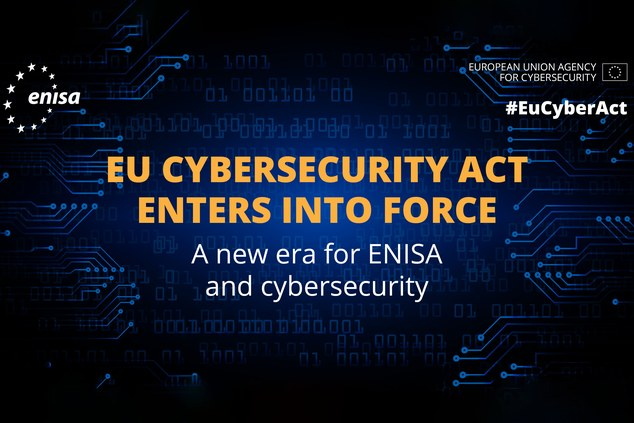 enisa
EUROPEAN UNION AGENCY
FOR CYBERSECURITY
#EuCyberAct
EU CYBERSECURITY ACT
ENTERS INTO FORCE
A new era for ENISA
and cybersecurity